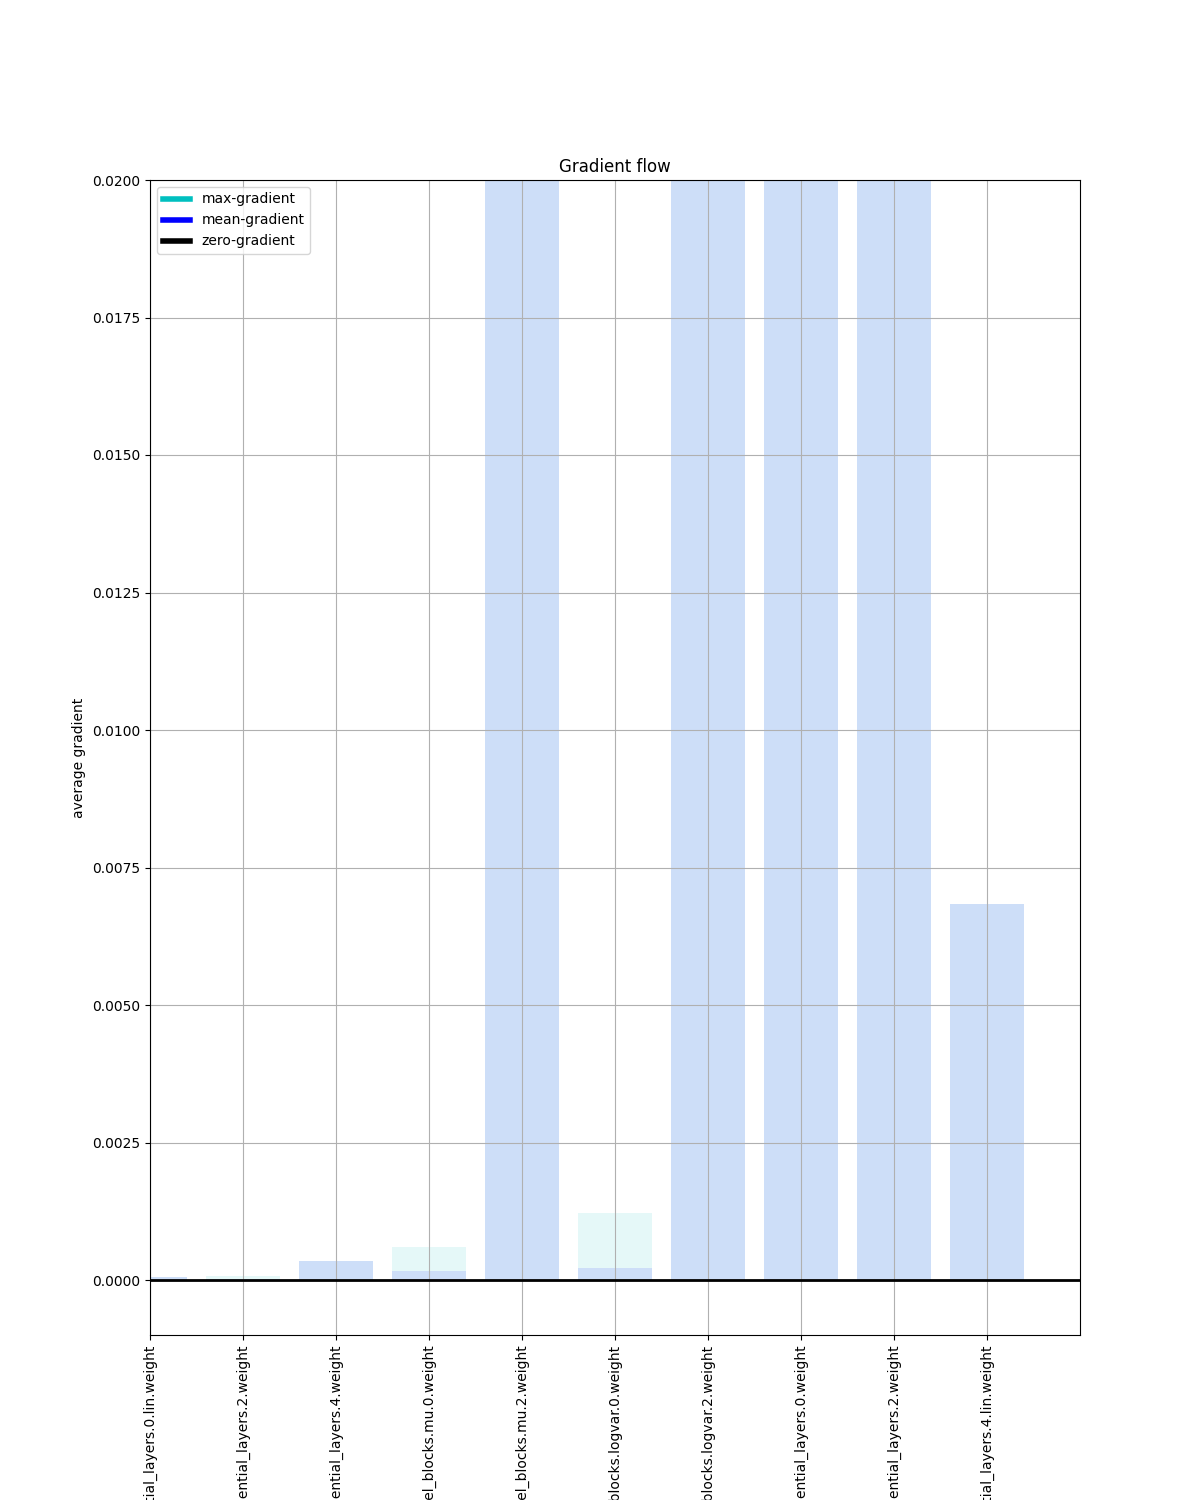 Gradient flow
max-gradient
mean-gradient
zero-gradient
0.0200
0.0175
0.0150
0.0125
0.0100
0.0075
0.0050
0.0025
0.0000
average gradient
tial_layers.0.lin.weight
ential_layers.2.weight
ential_layers.4.weight
el_blocks.mu.0.weight
el_blocks.mu.2.weight
blocks.logvar.0.weight
blocks.logvar.2.weight
ential_layers.0.weight
ential_layers.2.weight
tial_layers.4.lin.weight